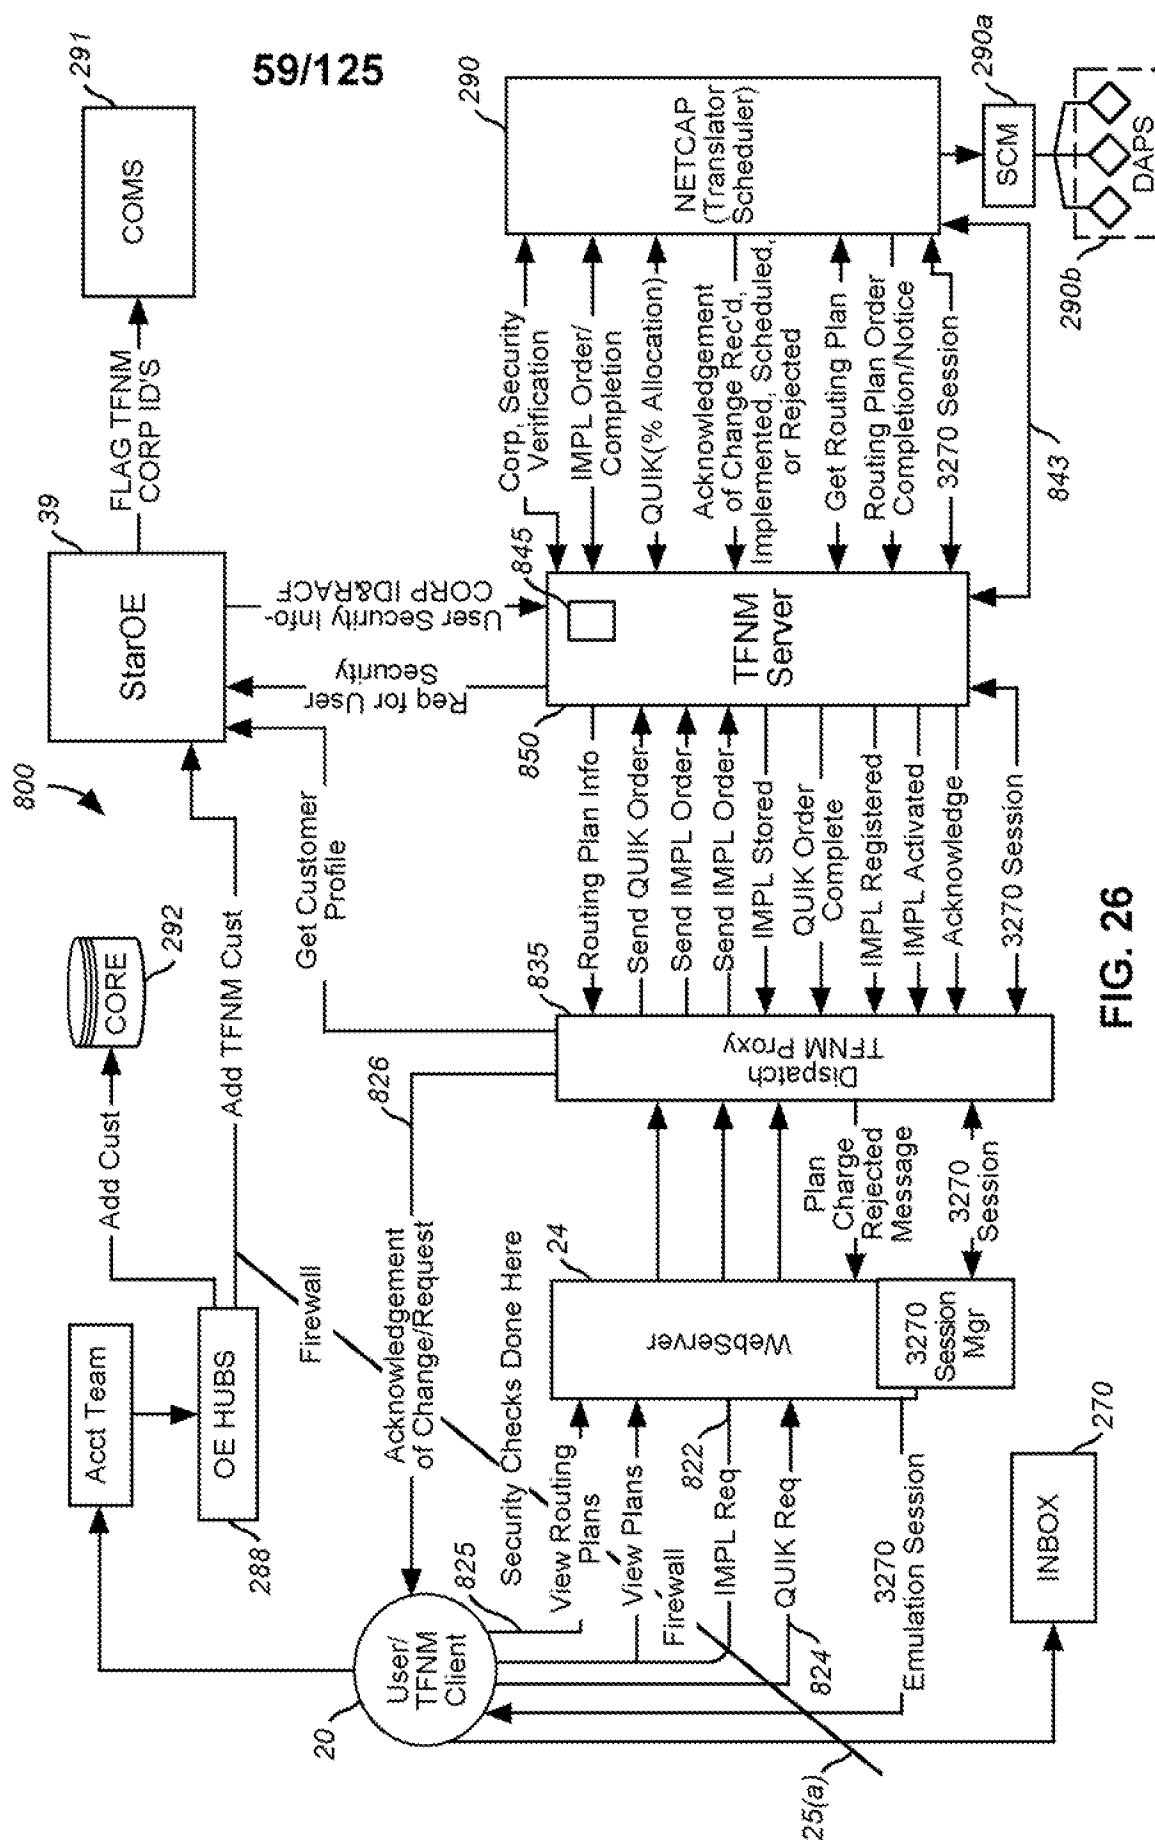 59/125
800
Acct Team
OE HUBS
288
Add Cust
CORE
292
Add TFNM Cust
Firewall
StarOE
39
FLAG TFNM
CORP ID'S
COMS
291
Get Customer
Profile
Req for User
Security
User Security Info-
CORP ID&RACF
User/
TFNM
Client
20
Acknowledgement
of Change/Request
826
825
Security Checks Done Here
View Routing
Plans
View Plans
Firewall
IMPL Req
822
QUIK Req
824
3270
Emulation Session
25(a)
INBOX
270
WebServer
24
3270
Session
Mgr
Plan
Charge
Rejected
Message
3270
Session
Dispatch
TFNM Proxy
835
Routing Plan Info
Send QUIK Order
Send IMPL Order
Send IMPL Order
IMPL Stored
QUIK Order
Complete
IMPL Registered
IMPL Activated
Acknowledge
3270 Session
850
845
TFNM
Server
Corp. Security
Verification
IMPL Order/
Completion
QUIK(% Allocation)
Acknowledgement
of Change Rec'd,
Implemented, Scheduled,
or Rejected
Get Routing Plan
Routing Plan Order
Completion/Notice
3270 Session
843
290
NETCAP
(Translator
Scheduler)
SCM
290a
DAPS
290b
FIG. 26